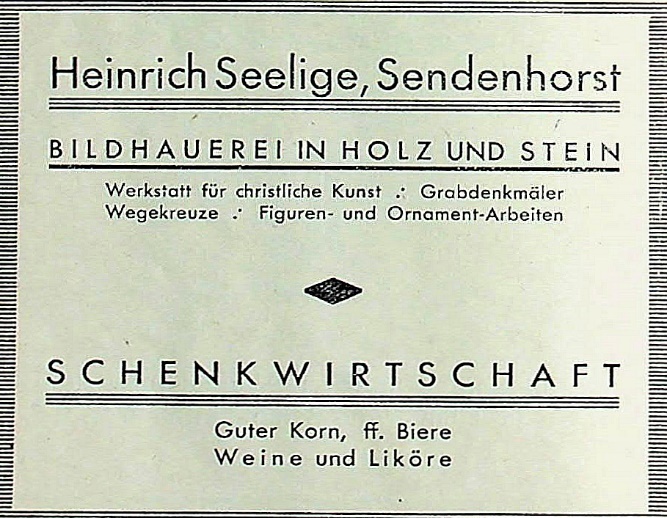 Heinrich Seelige, Sendenhorst
BILDHAUEREI IN HOLZ UND STEIN
Werkstatt für christliche Kunst .·. Grabdenkmäler
Wegekreuze .·. Figuren- und Ornament-Arbeiten
SCHENKWIRTSCHAFT
Guter Korn, ff. Biere
Weine und Liköre